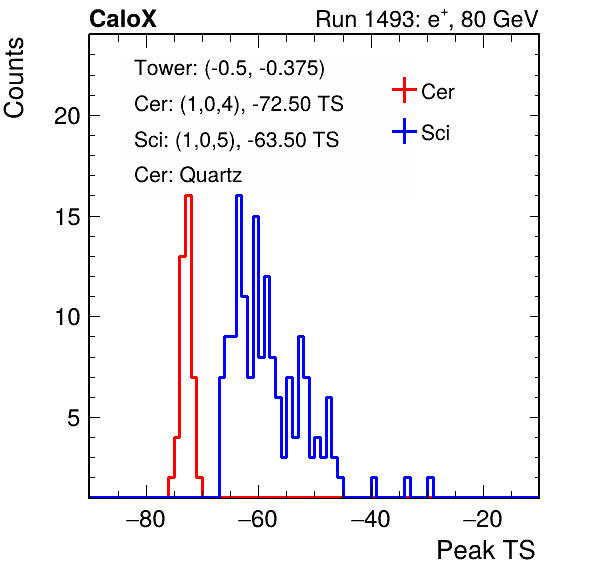 CaloX Run 1493: e⁺, 80 GeV
Counts
Tower: (-0.5, -0.375)
Cer: (1,0,4), -72.50 TS
Sci: (1,0,5), -63.50 TS
Cer: Quartz
Cer
Sci
20
15
10
5
−80 −60 −40 −20
Peak TS